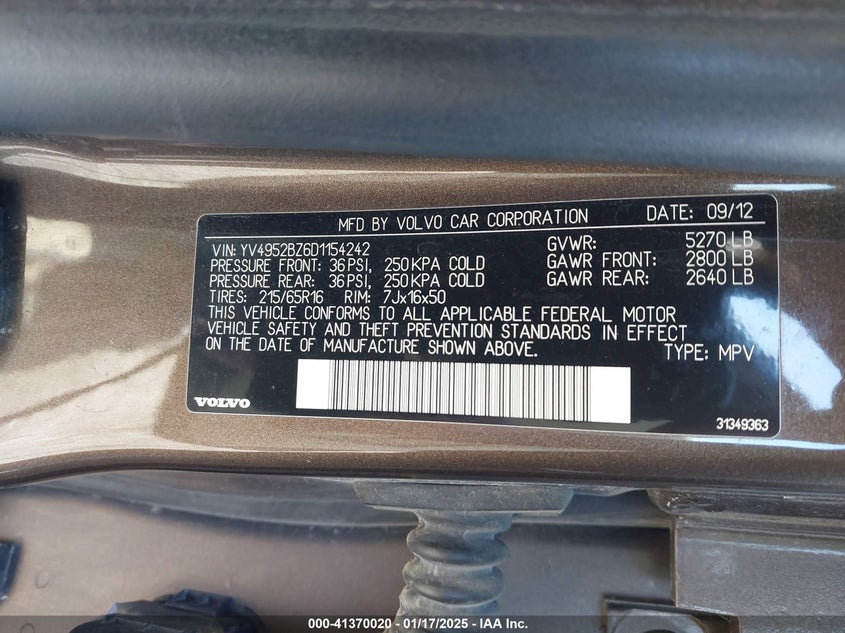 MFD BY VOLVO CAR CORPORATION DATE: 09/12
VIN: YV4952BZ6D1154242 GVWR: 5270 LB
PRESSURE FRONT: 36 PSI, 250 KPA COLD GAWR FRONT: 2800 LB
PRESSURE REAR: 36 PSI, 250 KPA COLD GAWR REAR: 2640 LB
TIRES: 215/65R16 RIM: 7Jx16x50
THIS VEHICLE CONFORMS TO ALL APPLICABLE FEDERAL MOTOR
VEHICLE SAFETY AND THEFT PREVENTION STANDARDS IN EFFECT
ON THE DATE OF MANUFACTURE SHOWN ABOVE. TYPE: MPV
VOLVO 31349363
000-41370020 - 01/17/2025 - IAA Inc.